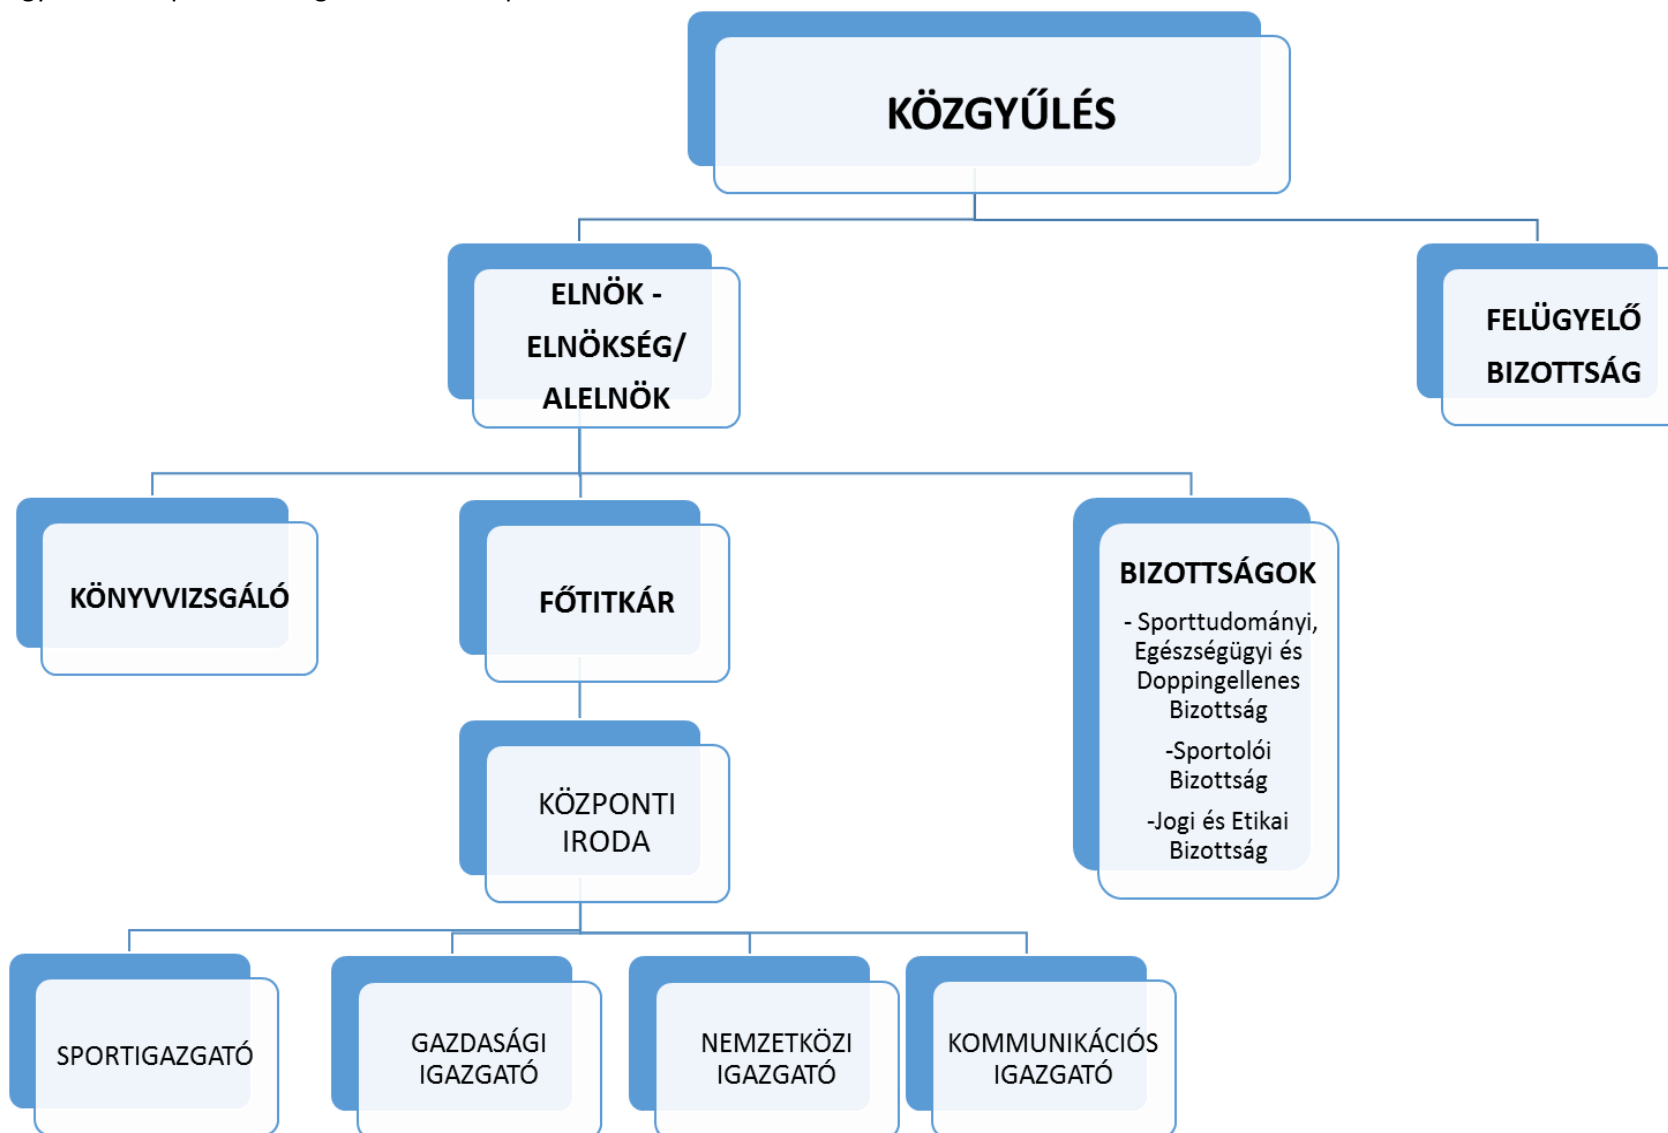 KÖZGYŰLÉS
ELNÖK -
ELNÖKSÉG/
ALELNÖK
FELÜGYELŐ
BIZOTTSÁG
KÖNYVVIZSGÁLÓ
FŐTITKÁR
BIZOTTSÁGOK
- Sporttudományi,
Egészségügyi és
Doppingellenes
Bizottság
-Sportolói
Bizottság
-Jogi és Etikai
Bizottság
KÖZPONTI
IRODA
SPORTIGAZGATÓ
GAZDASÁGI
IGAZGATÓ
NEMZETKÖZI
IGAZGATÓ
KOMMUNIKÁCIÓS
IGAZGATÓ